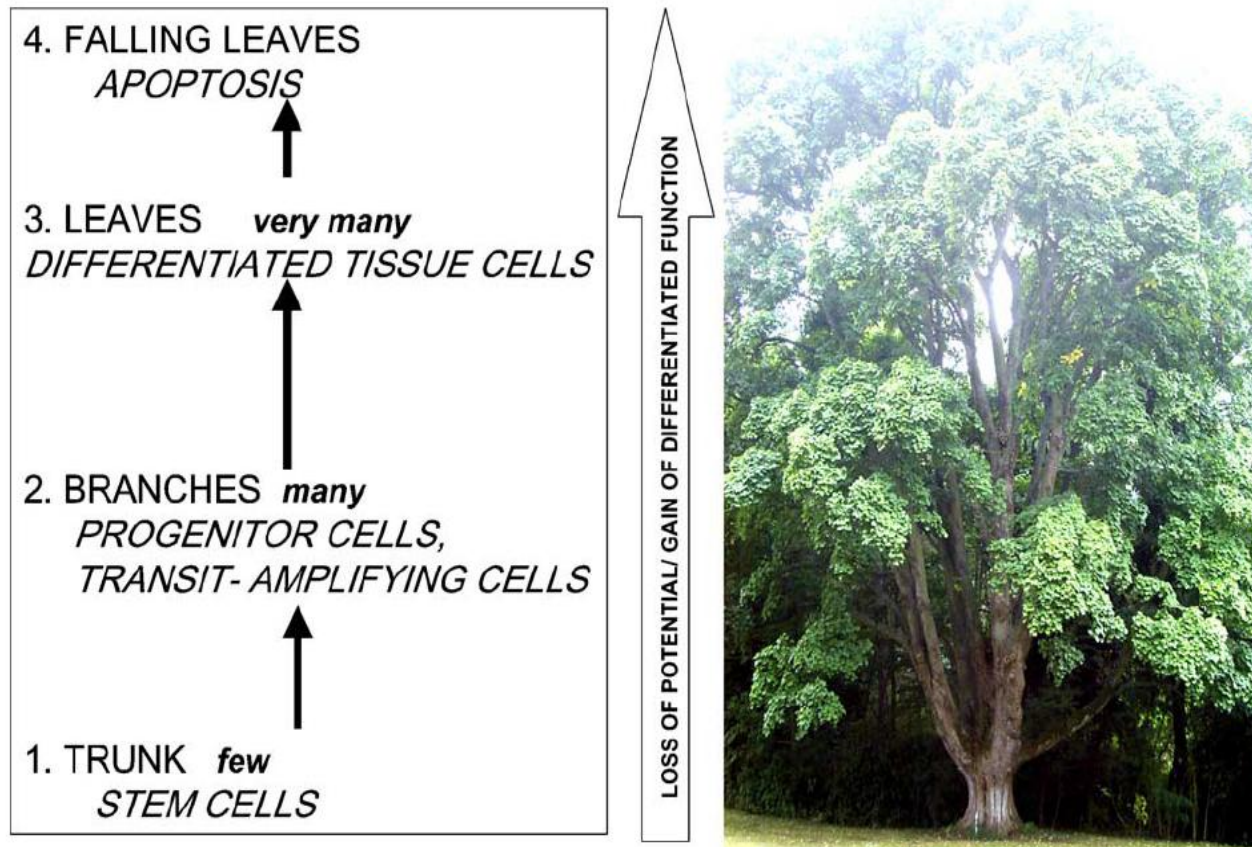 4. FALLING LEAVES
APOPTOSIS
3. LEAVES very many
DIFFERENTIATED TISSUE CELLS
2. BRANCHES many
PROGENITOR CELLS,
TRANSIT- AMPLIFYING CELLS
1. TRUNK few
STEM CELLS
LOSS OF POTENTIAL/ GAIN OF DIFFERENTIATED FUNCTION